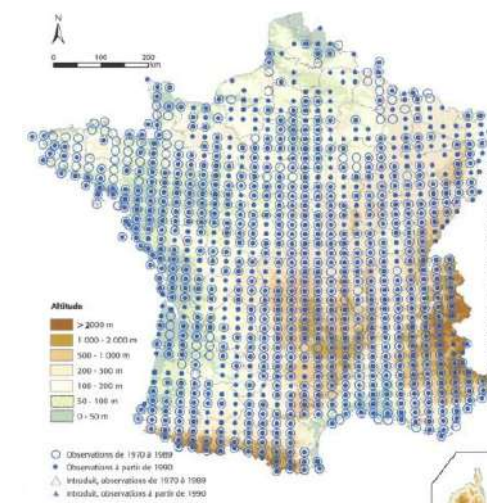 N
0 100 200
km
Altitude
> 2000 m
1 000 - 2 000 m
500 - 1 000 m
200 - 500 m
100 - 200 m
50 - 100 m
0 - 50 m
Observations de 1970 à 1989
Observations à partir de 1990
Introduit, observations de 1970 à 1989
Introduit, observations à partir de 1990